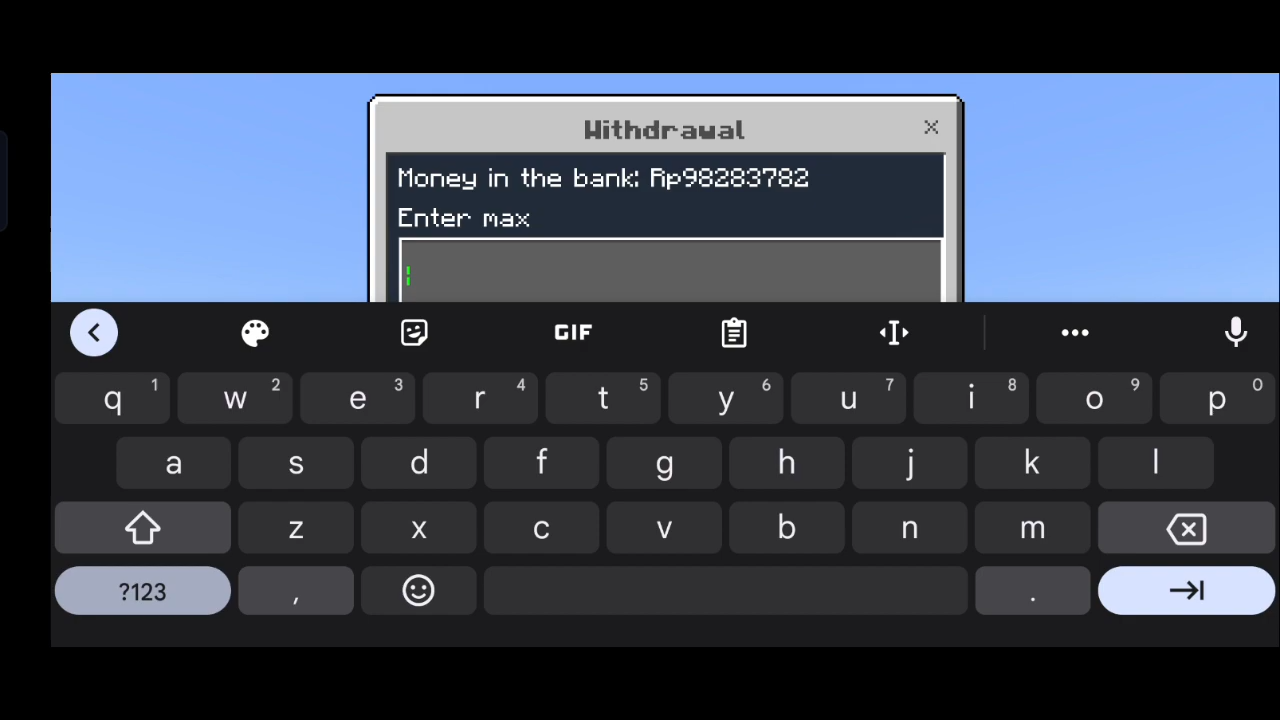 Withdrawal
Money in the bank: Rp98283782
Enter max
GIF
q 1 w 2 e 3 r 4 t 5 y 6 u 7 i 8 o 9 p 0
a s d f g h j k l
z x c v b n m
?123 , .